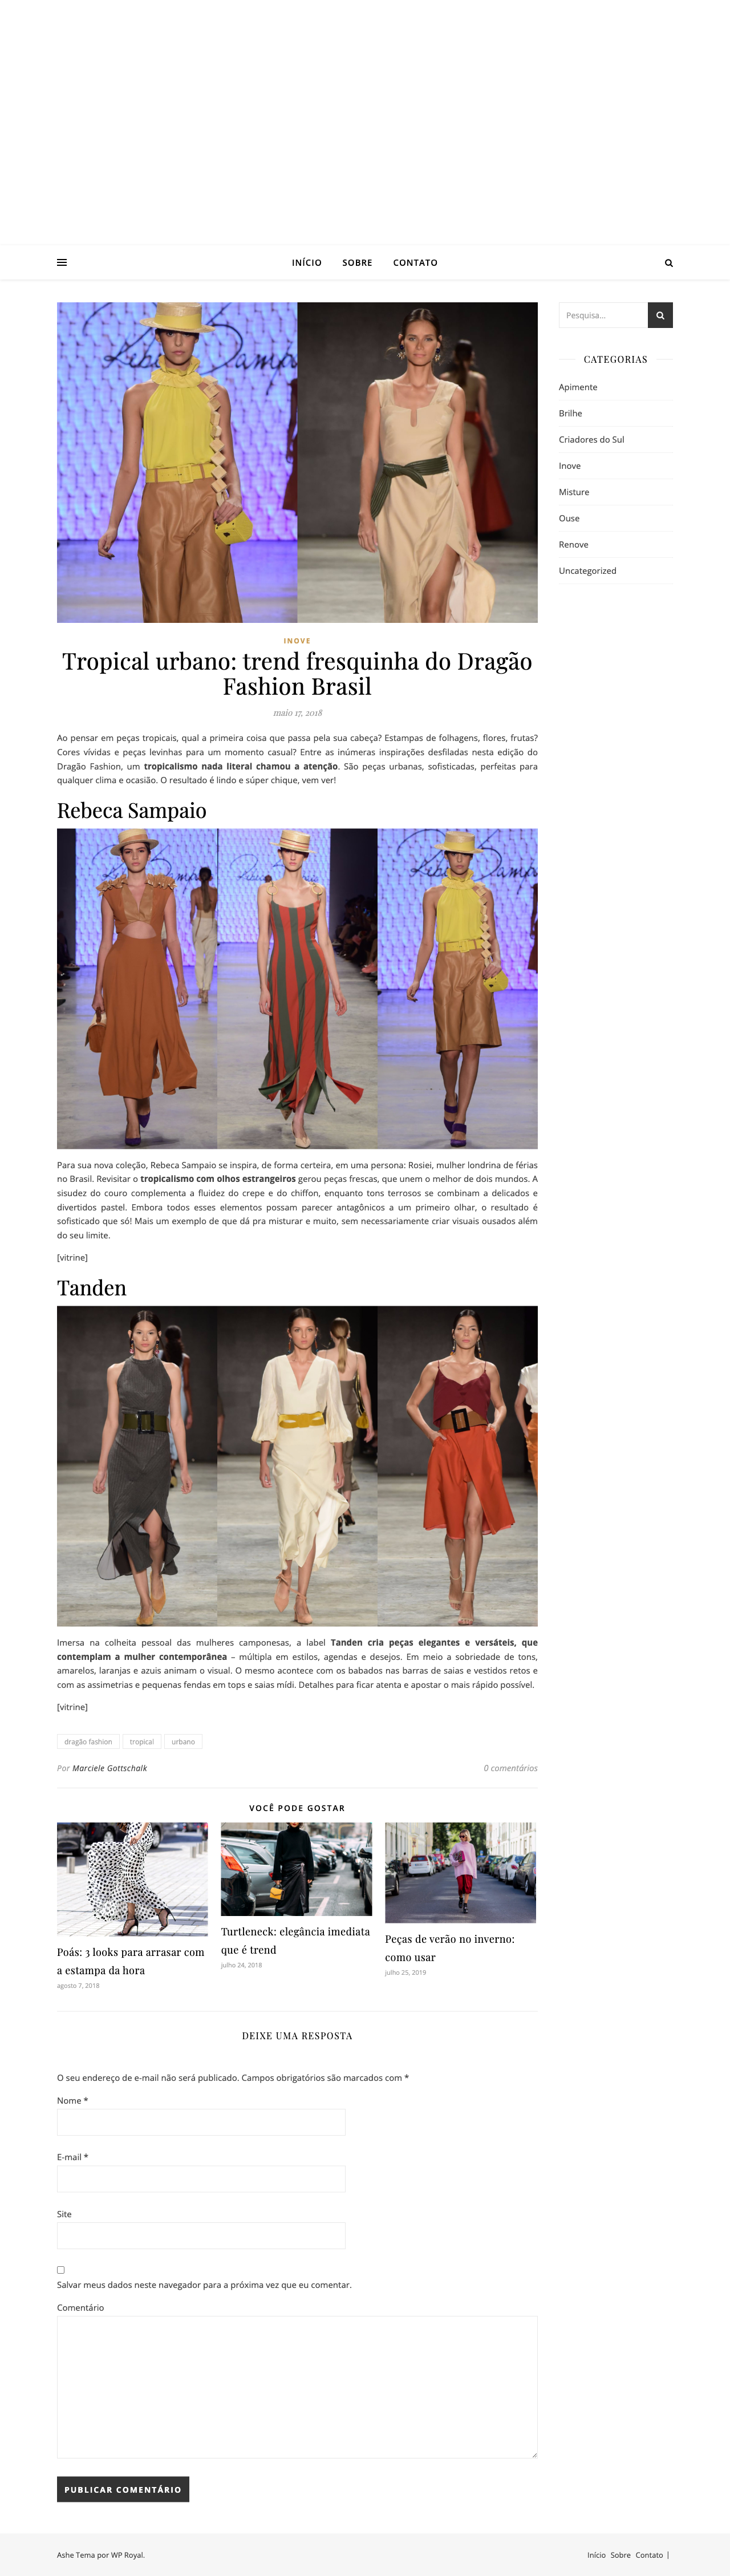 INÍCIO SOBRE CONTATO
Pesquisa...
CATEGORIAS
Apimente
Brilhe
Criadores do Sul
Inove
Misture
Ouse
Renove
Uncategorized
INOVE
Tropical urbano: trend fresquinha do Dragão
Fashion Brasil
maio 17, 2018
Ao pensar em peças tropicais, qual a primeira coisa que passa pela sua cabeça? Estampas de folhagens, flores, frutas?
Cores vívidas e peças levinhas para um momento casual? Entre as inúmeras inspirações desfiladas nesta edição do
Dragão Fashion, um tropicalismo nada literal chamou a atenção. São peças urbanas, sofisticadas, perfeitas para
qualquer clima e ocasião. O resultado é lindo e súper chique, vem ver!
Rebeca Sampaio
Para sua nova coleção, Rebeca Sampaio se inspira, de forma certeira, em uma persona: Rosiei, mulher londrina de férias
no Brasil. Revisitar o tropicalismo com olhos estrangeiros gerou peças frescas, que unem o melhor de dois mundos. A
sisudez do couro complementa a fluidez do crepe e do chiffon, enquanto tons terrosos se combinam a delicados e
divertidos pastel. Embora todos esses elementos possam parecer antagônicos a um primeiro olhar, o resultado é
sofisticado que só! Mais um exemplo de que dá pra misturar e muito, sem necessariamente criar visuais ousados além
do seu limite.
[vitrine]
Tanden
Imersa na colheita pessoal das mulheres camponesas, a label Tanden cria peças elegantes e versáteis, que
contemplam a mulher contemporânea – múltipla em estilos, agendas e desejos. Em meio a sobriedade de tons,
amarelos, laranjas e azuis animam o visual. O mesmo acontece com os babados nas barras de saias e vestidos retos e
com as assimetrias e pequenas fendas em tops e saias mídi. Detalhes para ficar atenta e apostar o mais rápido possível.
[vitrine]
dragão fashion tropical urbano
Por Marciele Gottschalk 0 comentários
VOCÊ PODE GOSTAR
Poás: 3 looks para arrasar com
a estampa da hora
agosto 7, 2018
Turtleneck: elegância imediata
que é trend
julho 24, 2018
Peças de verão no inverno:
como usar
julho 25, 2019
DEIXE UMA RESPOSTA
O seu endereço de e-mail não será publicado. Campos obrigatórios são marcados com *
Nome *
E-mail *
Site
Salvar meus dados neste navegador para a próxima vez que eu comentar.
Comentário
PUBLICAR COMENTÁRIO
Ashe Tema por WP Royal.
Início Sobre Contato |